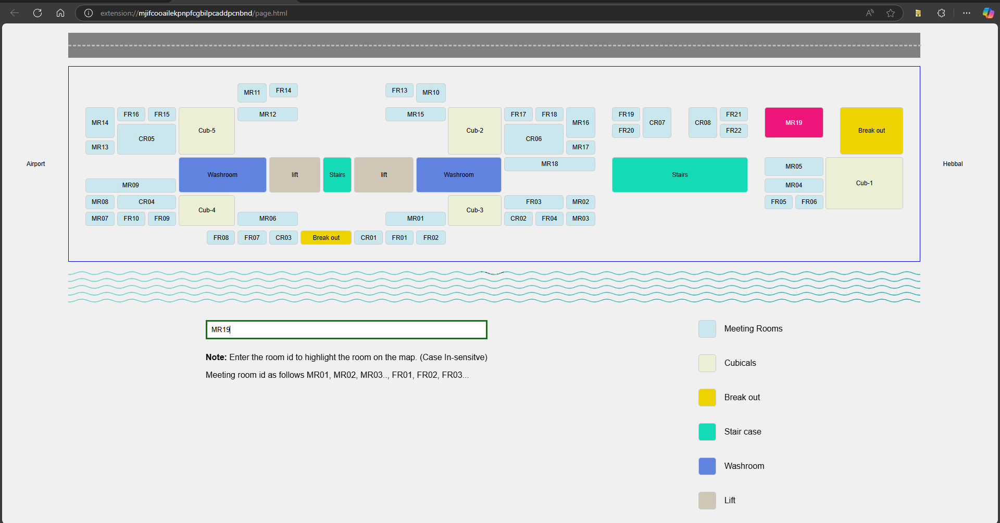 extension://mjifcooailekpnpfcgbilpcaddpcnbnd/page.html
MR11 FR14 FR13 MR10
MR14 FR16 FR15 Cub-5 MR12 MR15 Cub-2 FR17 FR18 MR16 FR19 CR07 CR08 FR21 MR19 Break out
CR05 CR06 FR20 FR22
MR13 MR17
Airport Washroom lift Stairs lift Washroom MR18 Stairs MR05 Cub-1 Hebbal
MR09 MR04
MR08 CR04 Cub-4 Cub-3 FR03 MR02 FR05 FR06
MR07 FR10 FR09 MR06 MR01 CR02 FR04 MR03
FR08 FR07 CR03 Break out CR01 FR01 FR02
MR19
Note: Enter the room id to highlight the room on the map. (Case In-sensitve)
Meeting room id as follows MR01, MR02, MR03.., FR01, FR02, FR03...
Meeting Rooms
Cubicals
Break out
Stair case
Washroom
Lift